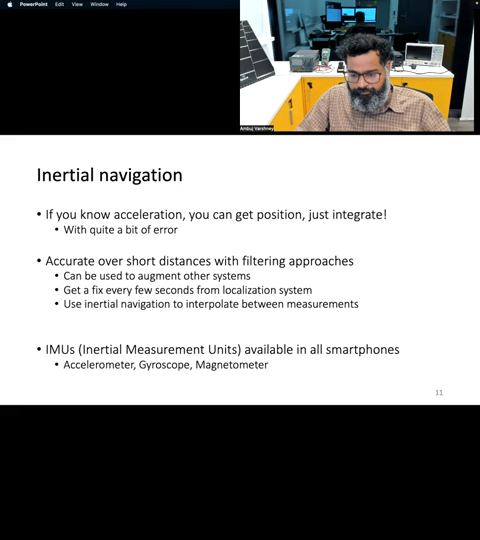 PowerPoint File Edit View Window Help
Ambuj Varshney
Inertial navigation
• If you know acceleration, you can get position, just integrate!
• With quite a bit of error
• Accurate over short distances with filtering approaches
• Can be used to augment other systems
• Get a fix every few seconds from localization system
• Use inertial navigation to interpolate between measurements
• IMUs (Inertial Measurement Units) available in all smartphones
• Accelerometer, Gyroscope, Magnetometer
11